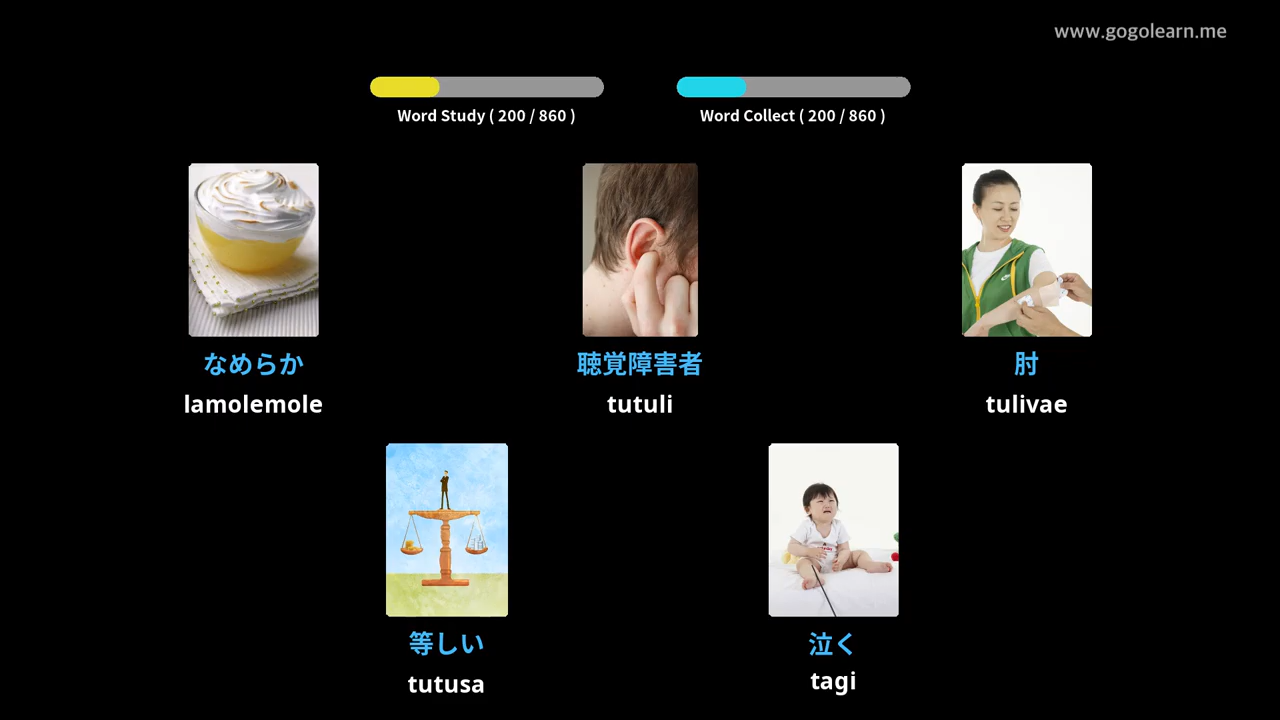 www.gogolearn.me
Word Study ( 200 / 860 )
Word Collect ( 200 / 860 )
なめらか
lamolemole
聴覚障害者
tutuli
肘
tulivae
等しい
tutusa
泣く
tagi